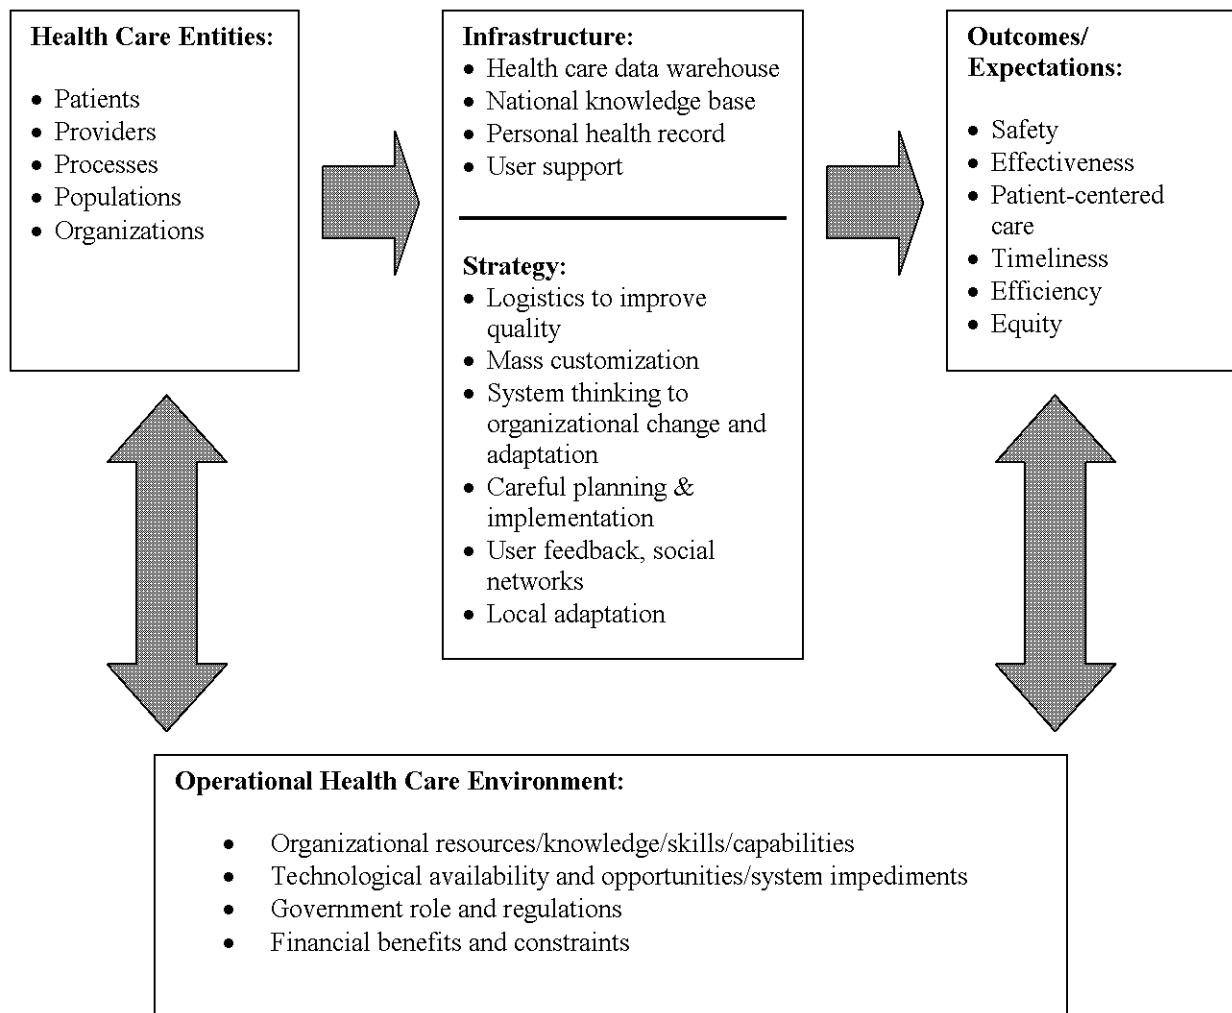 Health Care Entities:
• Patients
• Providers
• Processes
• Populations
• Organizations
Infrastructure:
• Health care data warehouse
• National knowledge base
• Personal health record
• User support
Strategy:
• Logistics to improve
quality
• Mass customization
• System thinking to
organizational change and
adaptation
• Careful planning &
implementation
• User feedback, social
networks
• Local adaptation
Outcomes/
Expectations:
• Safety
• Effectiveness
• Patient-centered
care
• Timeliness
• Efficiency
• Equity
Operational Health Care Environment:
• Organizational resources/knowledge/skills/capabilities
• Technological availability and opportunities/system impediments
• Government role and regulations
• Financial benefits and constraints